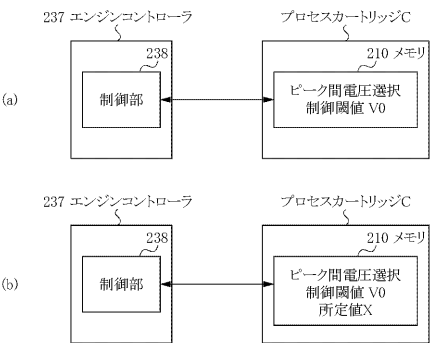 237 エンジンコントローラ
プロセスカートリッジC
(a)
238
制御部
210 メモリ
ピーク間電圧選択
制御閾値 V0
237 エンジンコントローラ
プロセスカートリッジC
(b)
238
制御部
210 メモリ
ピーク間電圧選択
制御閾値 V0
所定値X